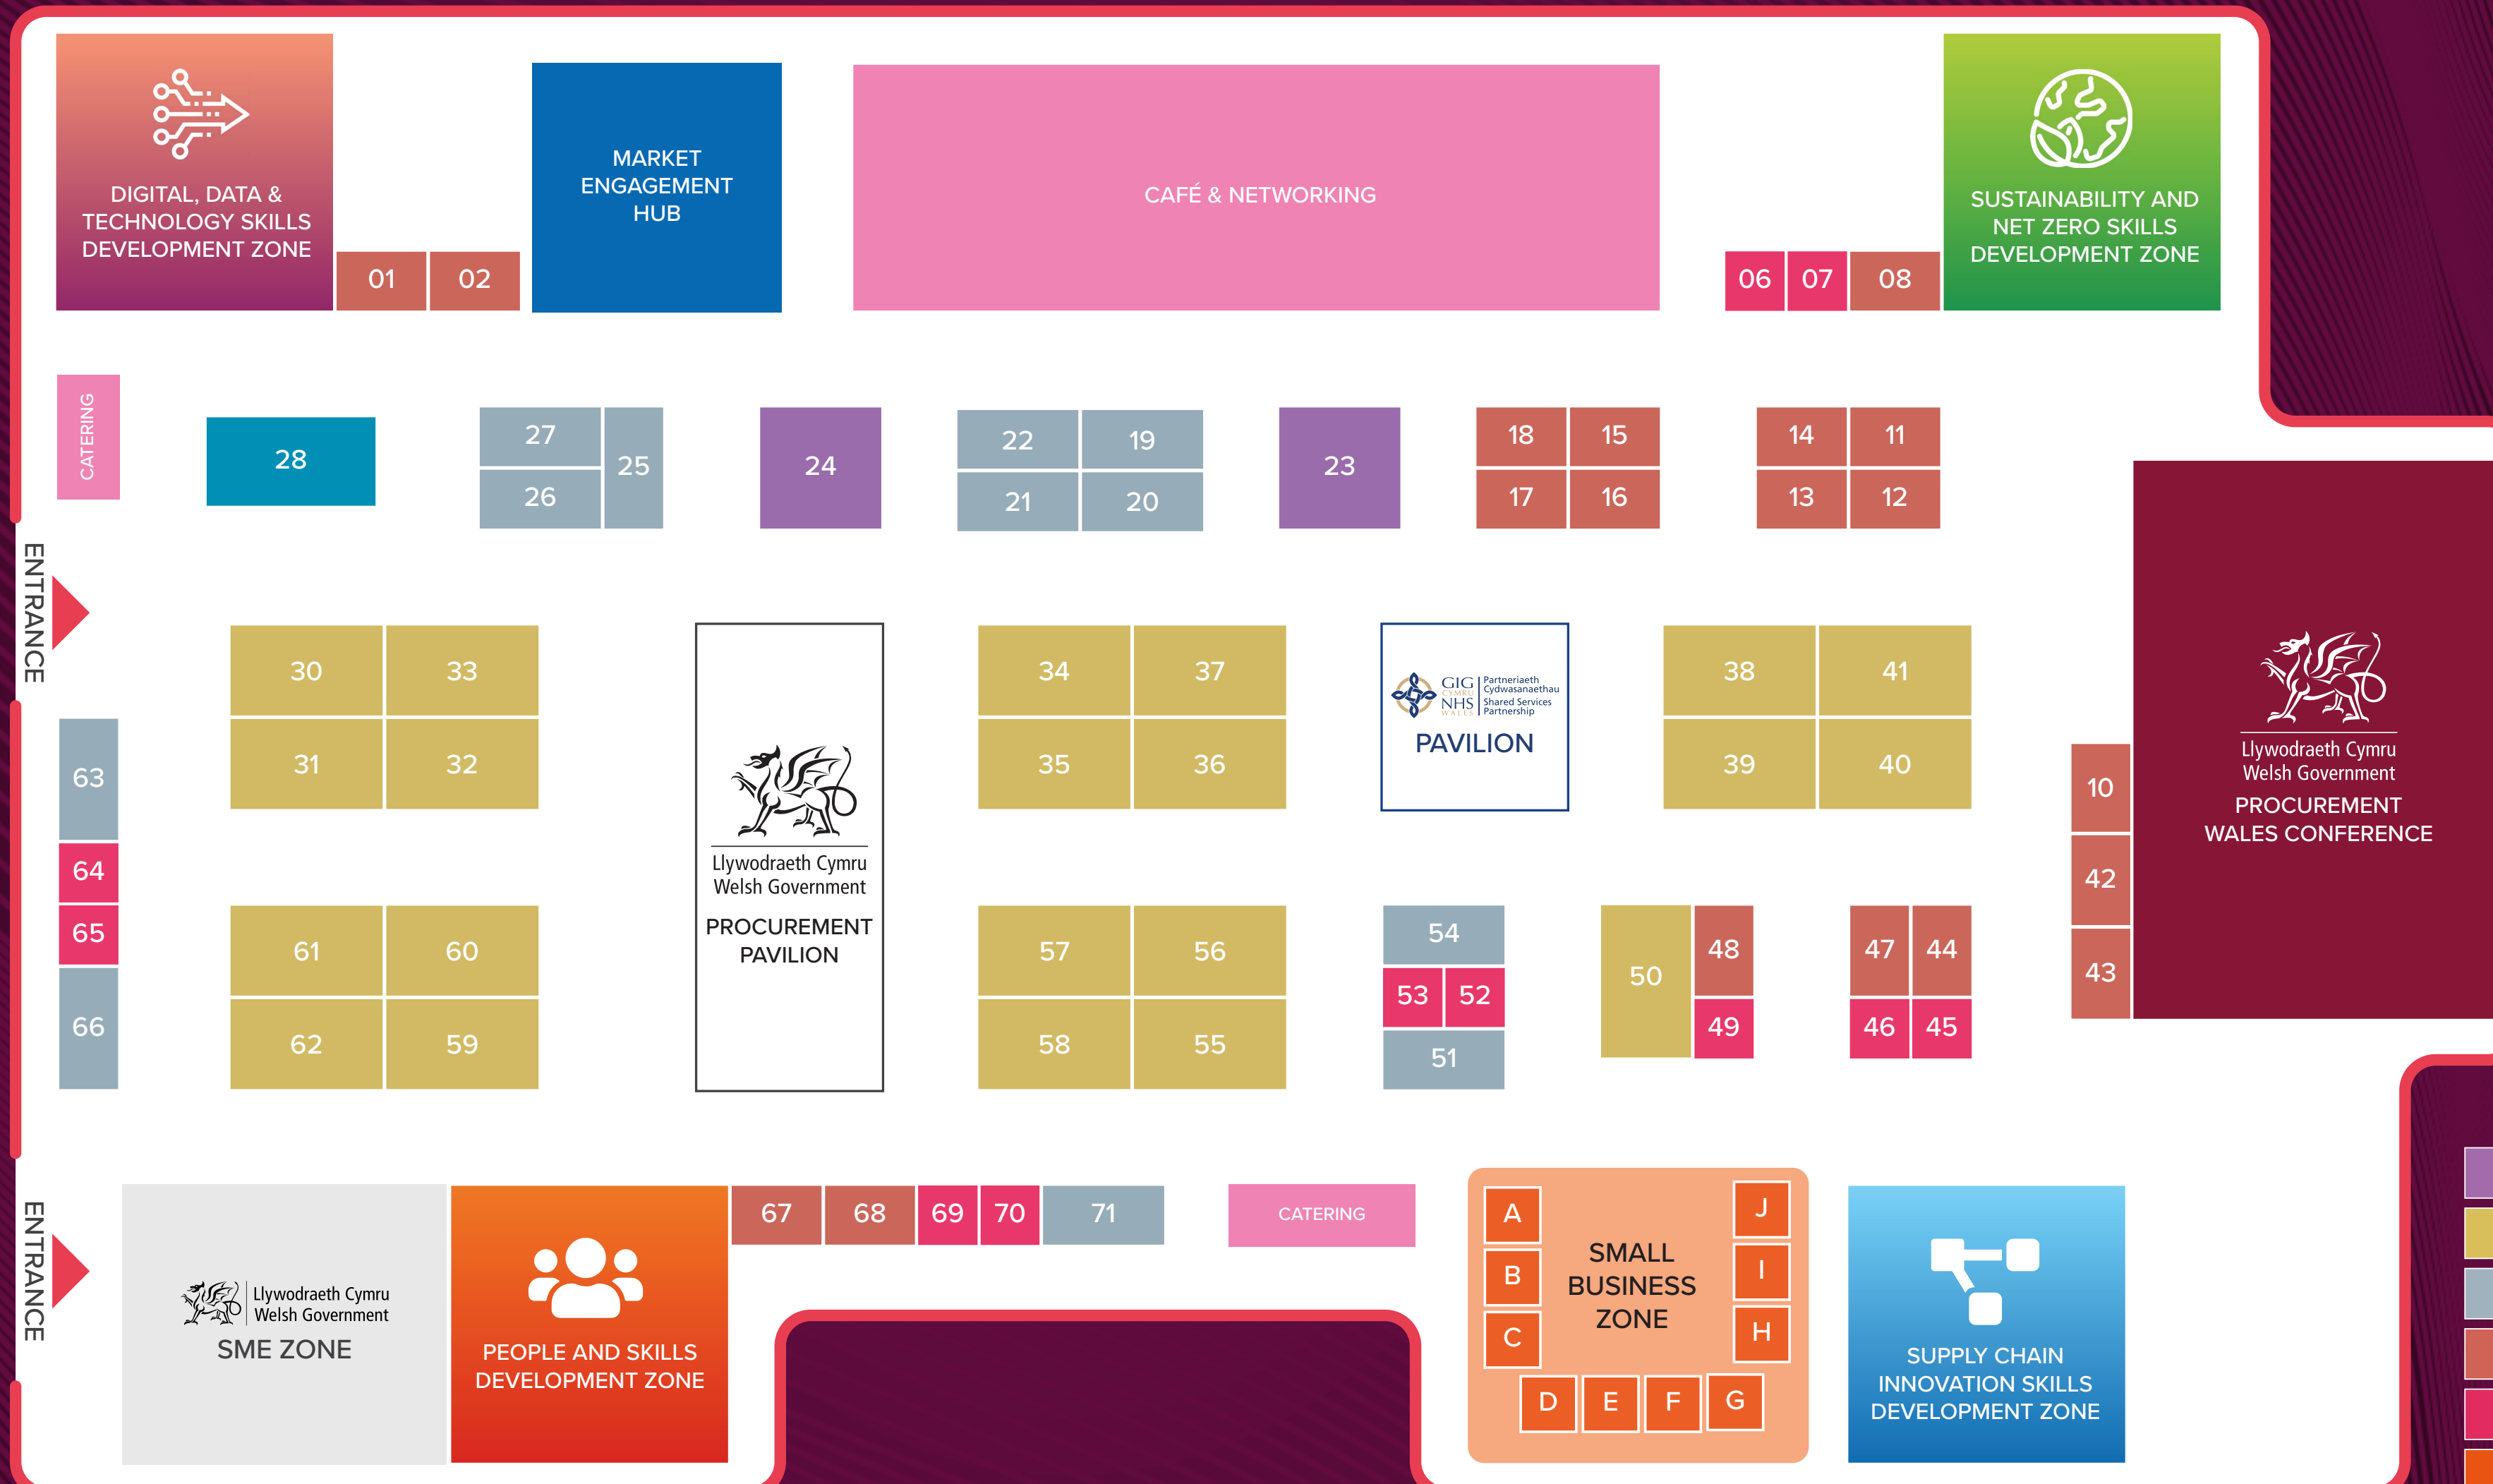 DIGITAL, DATA &
TECHNOLOGY SKILLS
DEVELOPMENT ZONE
01
02
MARKET
ENGAGEMENT
HUB
CAFÉ & NETWORKING
06
07
08
SUSTAINABILITY AND
NET ZERO SKILLS
DEVELOPMENT ZONE
CATERING
28
27
26
25
24
22
19
21
20
23
18
15
17
16
14
11
13
12
ENTRANCE
30
33
31
32
Llywodraeth Cymru
Welsh Government
PROCUREMENT
PAVILION
34
37
35
36
GIG
CYMRU
NHS
WALES
Partneriaeth
Cydwasanaethau
Shared Services
Partnership
PAVILION
38
41
39
40
10
42
43
Llywodraeth Cymru
Welsh Government
PROCUREMENT
WALES CONFERENCE
63
64
65
66
61
60
62
59
57
56
58
55
54
53
52
51
50
48
49
47
44
46
45
ENTRANCE
Llywodraeth Cymru
Welsh Government
SME ZONE
PEOPLE AND SKILLS
DEVELOPMENT ZONE
67
68
69
70
71
CATERING
A
B
C
D
E
F
G
H
I
J
SMALL
BUSINESS
ZONE
SUPPLY CHAIN
INNOVATION SKILLS
DEVELOPMENT ZONE